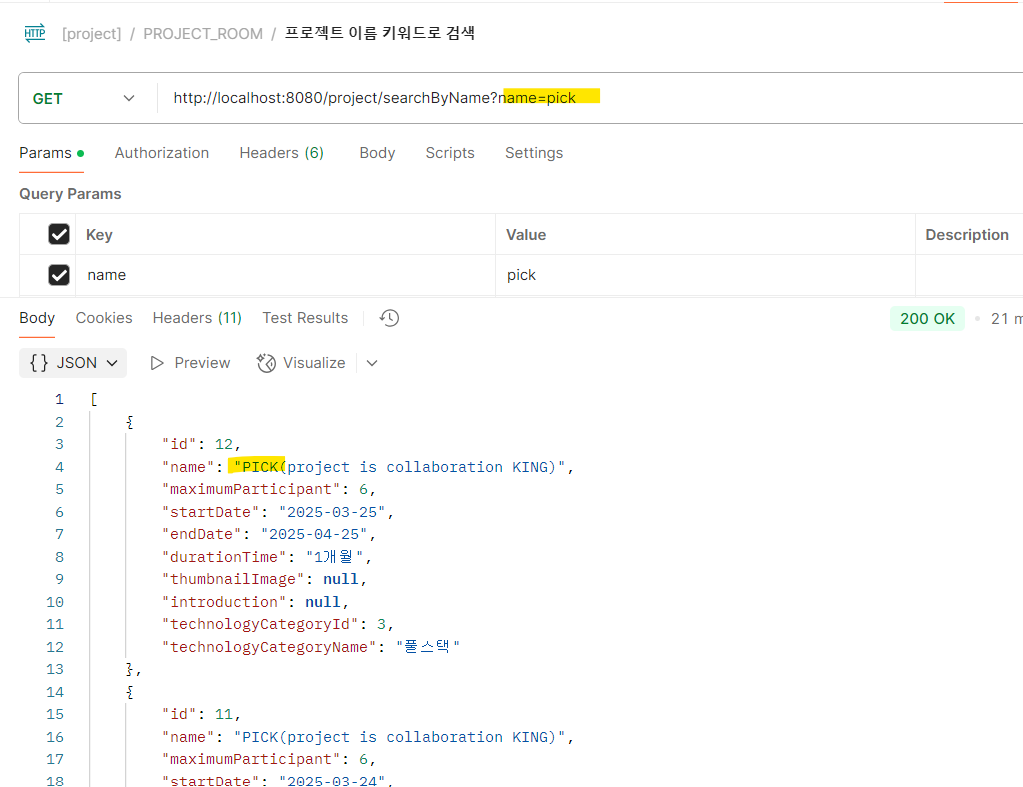 HTTP [project] / PROJECT_ROOM / 프로젝트 이름 키워드로 검색
GET http://localhost:8080/project/searchByName?name=pick
Params Authorization Headers (6) Body Scripts Settings
Query Params
Key Value Description
name pick
Body Cookies Headers (11) Test Results 200 OK 21 m
{} JSON Preview Visualize
1 [
2 {
3 "id": 12,
4 "name": "PICK(project is collaboration KING)",
5 "maximumParticipant": 6,
6 "startDate": "2025-03-25",
7 "endDate": "2025-04-25",
8 "durationTime": "1개월",
9 "thumbnailImage": null,
10 "introduction": null,
11 "technologyCategoryId": 3,
12 "technologyCategoryName": "풀스택"
13 },
14 {
15 "id": 11,
16 "name": "PICK(project is collaboration KING)",
17 "maximumParticipant": 6,
18 "startDate": "2025-03-24",